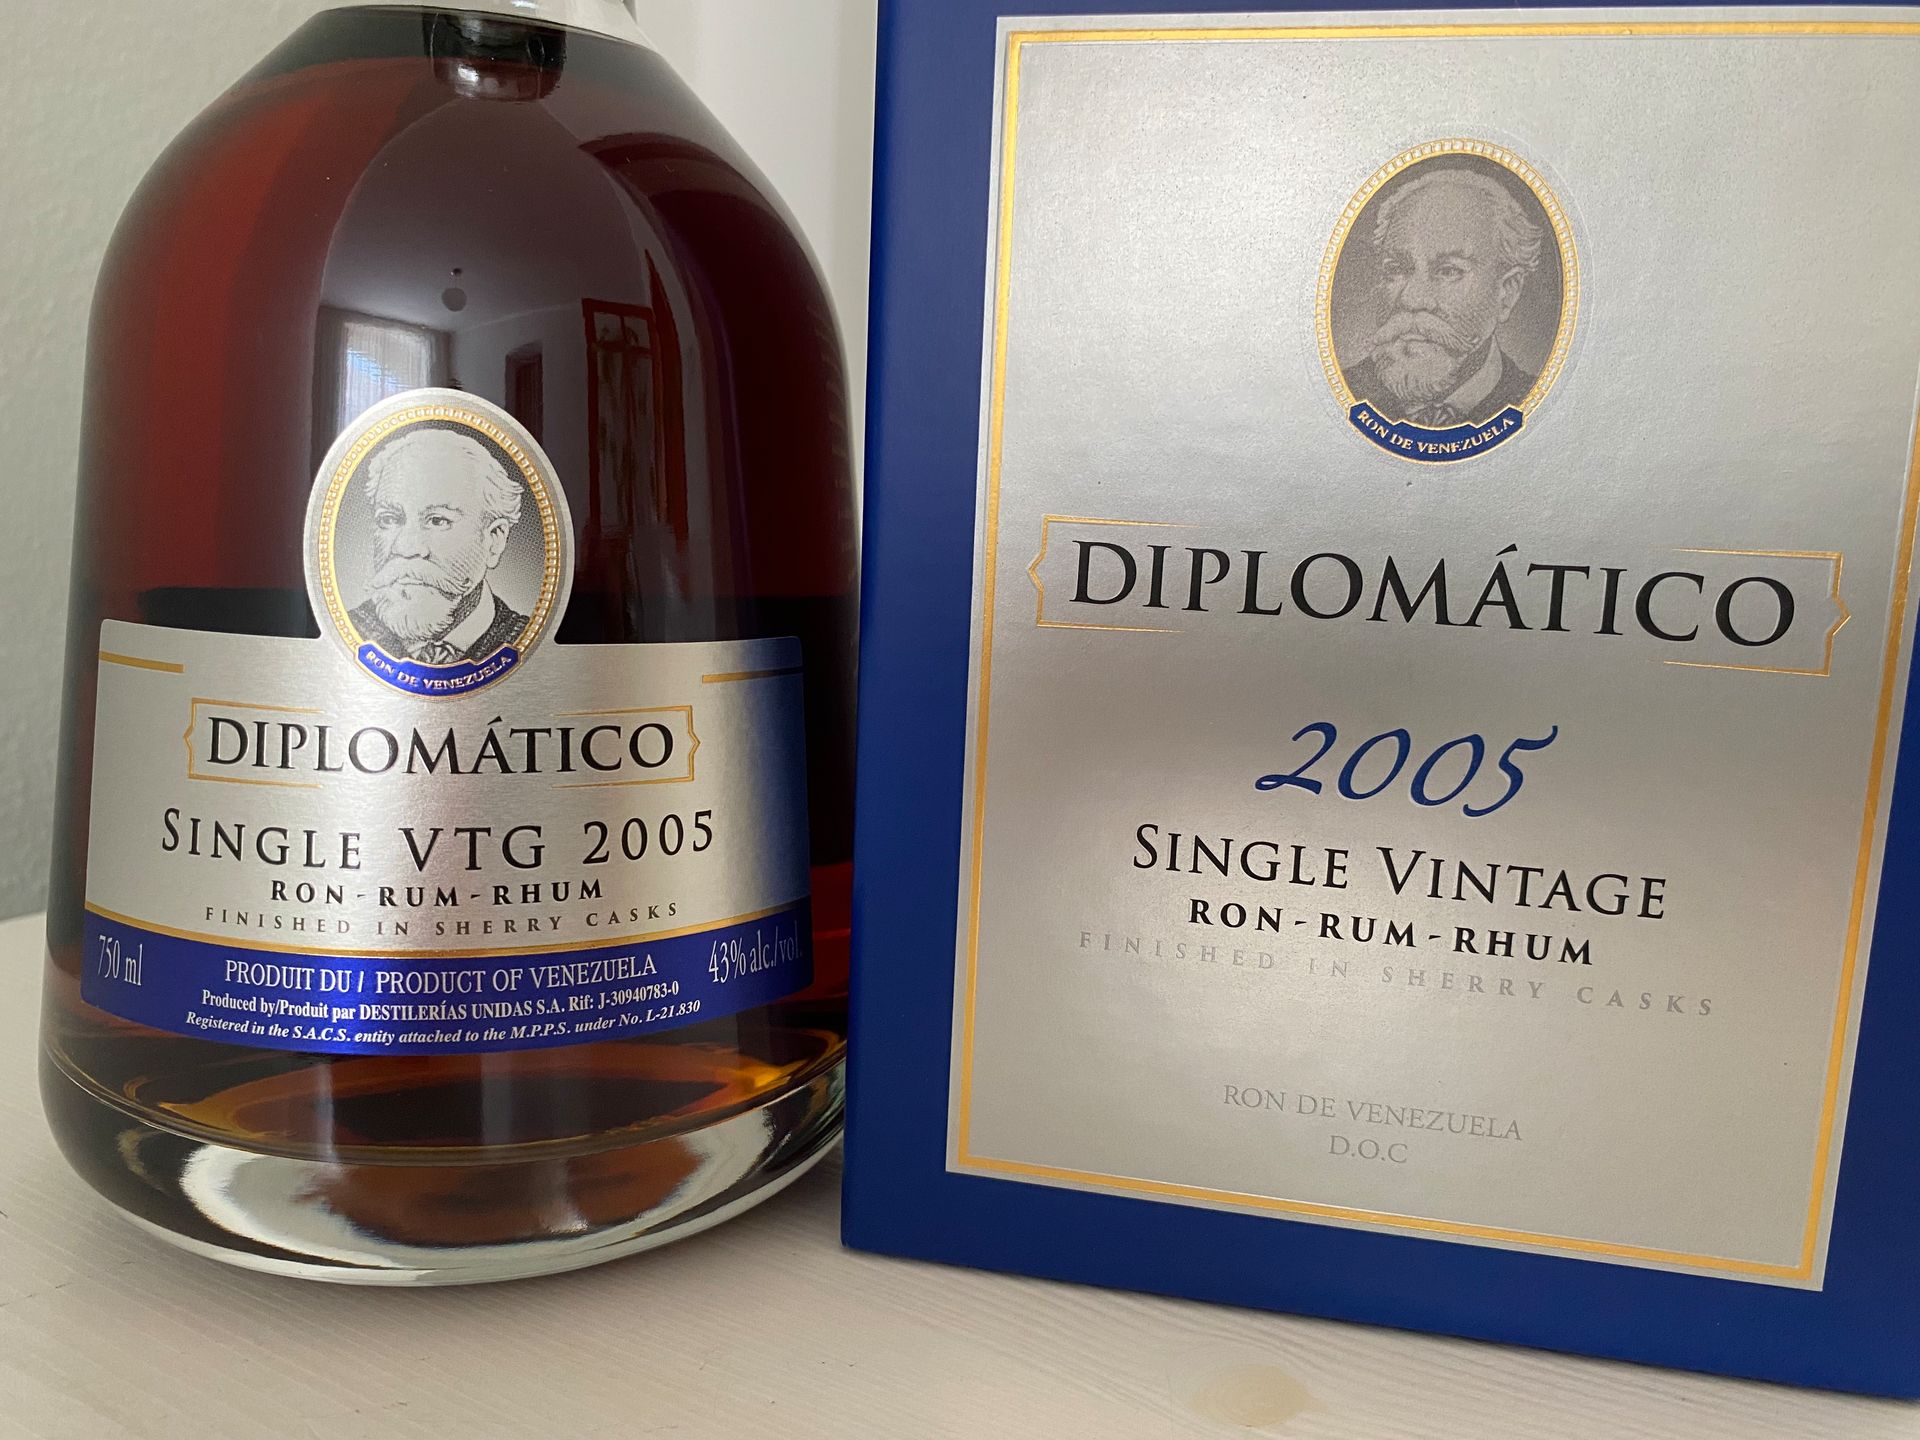 RON DE VENEZUELA
DIPLOMÁTICO
SINGLE VTG 2005
RON - RUM - RHUM
FINISHED IN SHERRY CASKS
750 ml
43% alc./vol.
PRODUIT DU / PRODUCT OF VENEZUELA
Produced by/Produit par DESTILERÍAS UNIDAS S.A. Rif: J-30940783-0
Registered in the S.A.C.S. entity attached to the M.P.P.S. under No. L-21.830
RON DE VENEZUELA
DIPLOMÁTICO
2005
SINGLE VINTAGE
RON - RUM - RHUM
FINISHED IN SHERRY CASKS
RON DE VENEZUELA
D.O.C